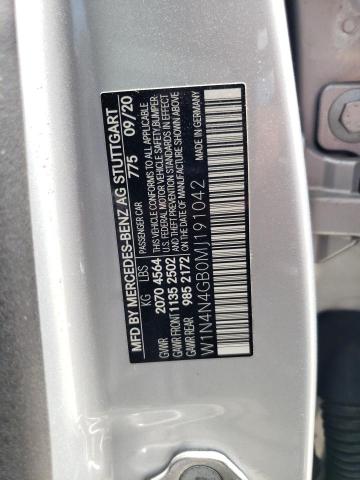 MFD BY MERCEDES-BENZ AG STUTTGART
PASSENGER CAR 775 09/20
KG LBS
GVWR 2070 4564
GAWR FRONT 1135 2502
GAWR REAR 985 2172
THIS VEHICLE CONFORMS TO ALL APPLICABLE
U.S. FEDERAL MOTOR VEHICLE SAFETY, BUMPER,
AND THEFT PREVENTION STANDARDS IN EFFECT
ON THE DATE OF MANUFACTURE SHOWN ABOVE
W1N4N4GB0MJ191042
MADE IN GERMANY